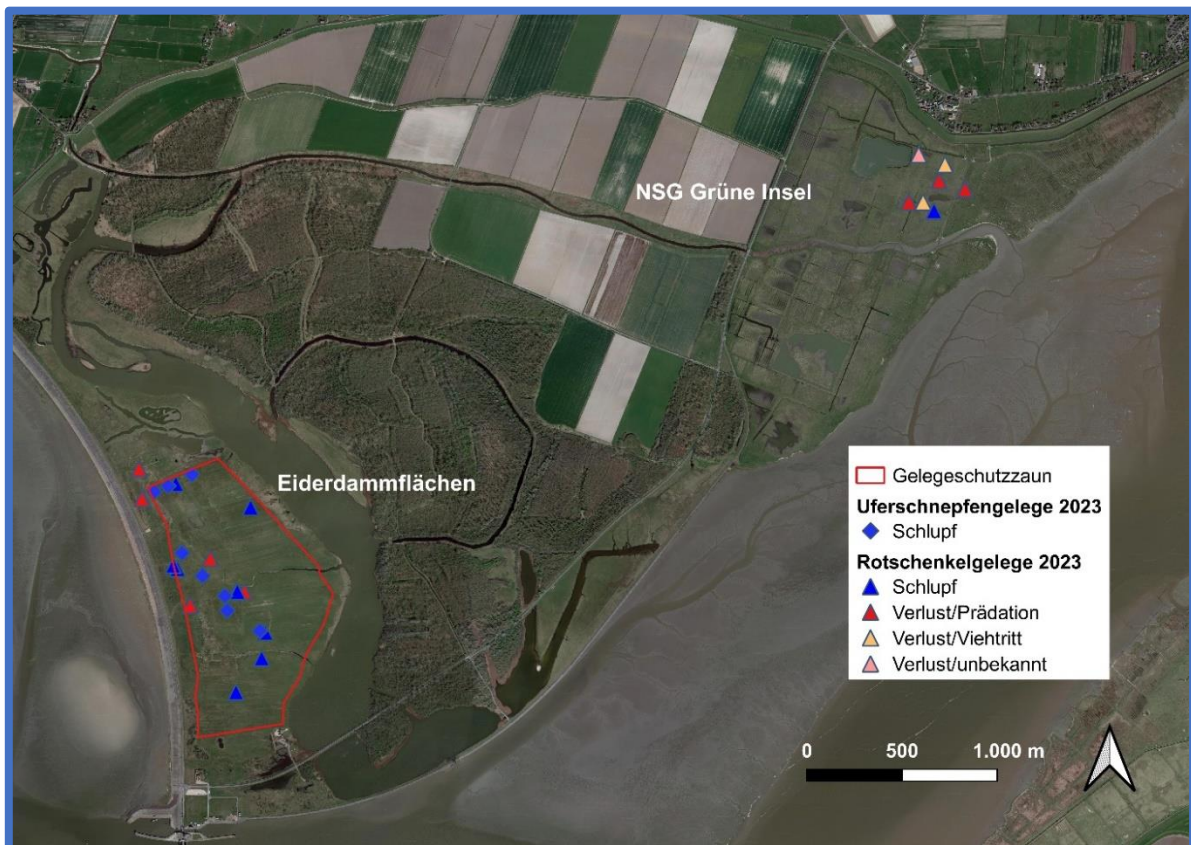 NSG Grüne Insel
Eiderdammflächen
Gelegeschutzzaun
Uferschnepfengelege 2023
Schlupf
Rotschenkelgelege 2023
Schlupf
Verlust/Prädation
Verlust/Viehtritt
Verlust/unbekannt
0 500 1.000 m